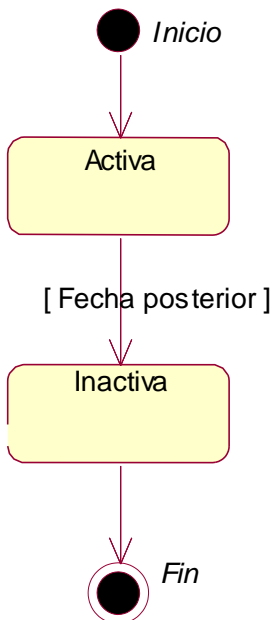 Inicio
Activa
[ Fecha posterior ]
Inactiva
Fin